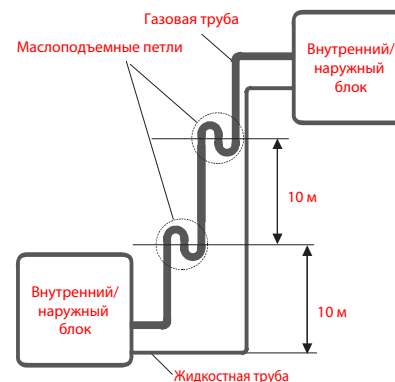 Газовая труба
Маслоподъемные петли
Внутренний/
наружный
блок
10 м
Внутренний/
наружный
блок
10 м
Жидкостная труба